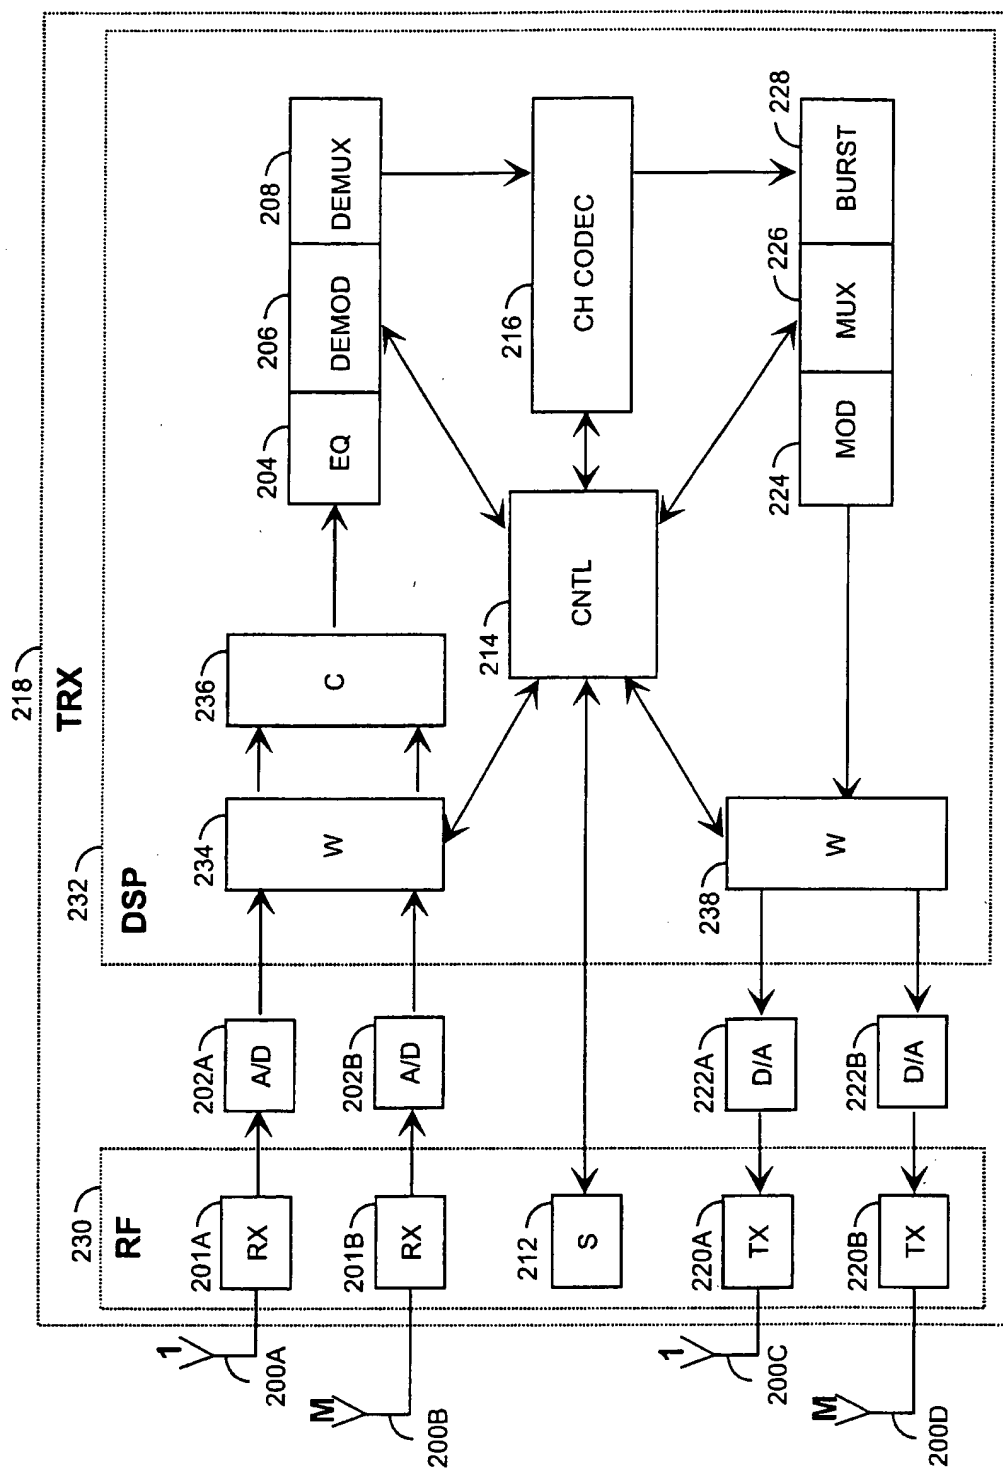 218
TRX
232
DSP
230
RF
1
200A
201A
RX
202A
A/D
234
W
236
C
204
EQ
206
DEMOD
208
DEMUX
M
200B
201B
RX
202B
A/D
212
S
214
CNTL
216
CH CODEC
1
200C
220A
TX
222A
D/A
238
W
224
MOD
226
MUX
228
BURST
M
200D
220B
TX
222B
D/A